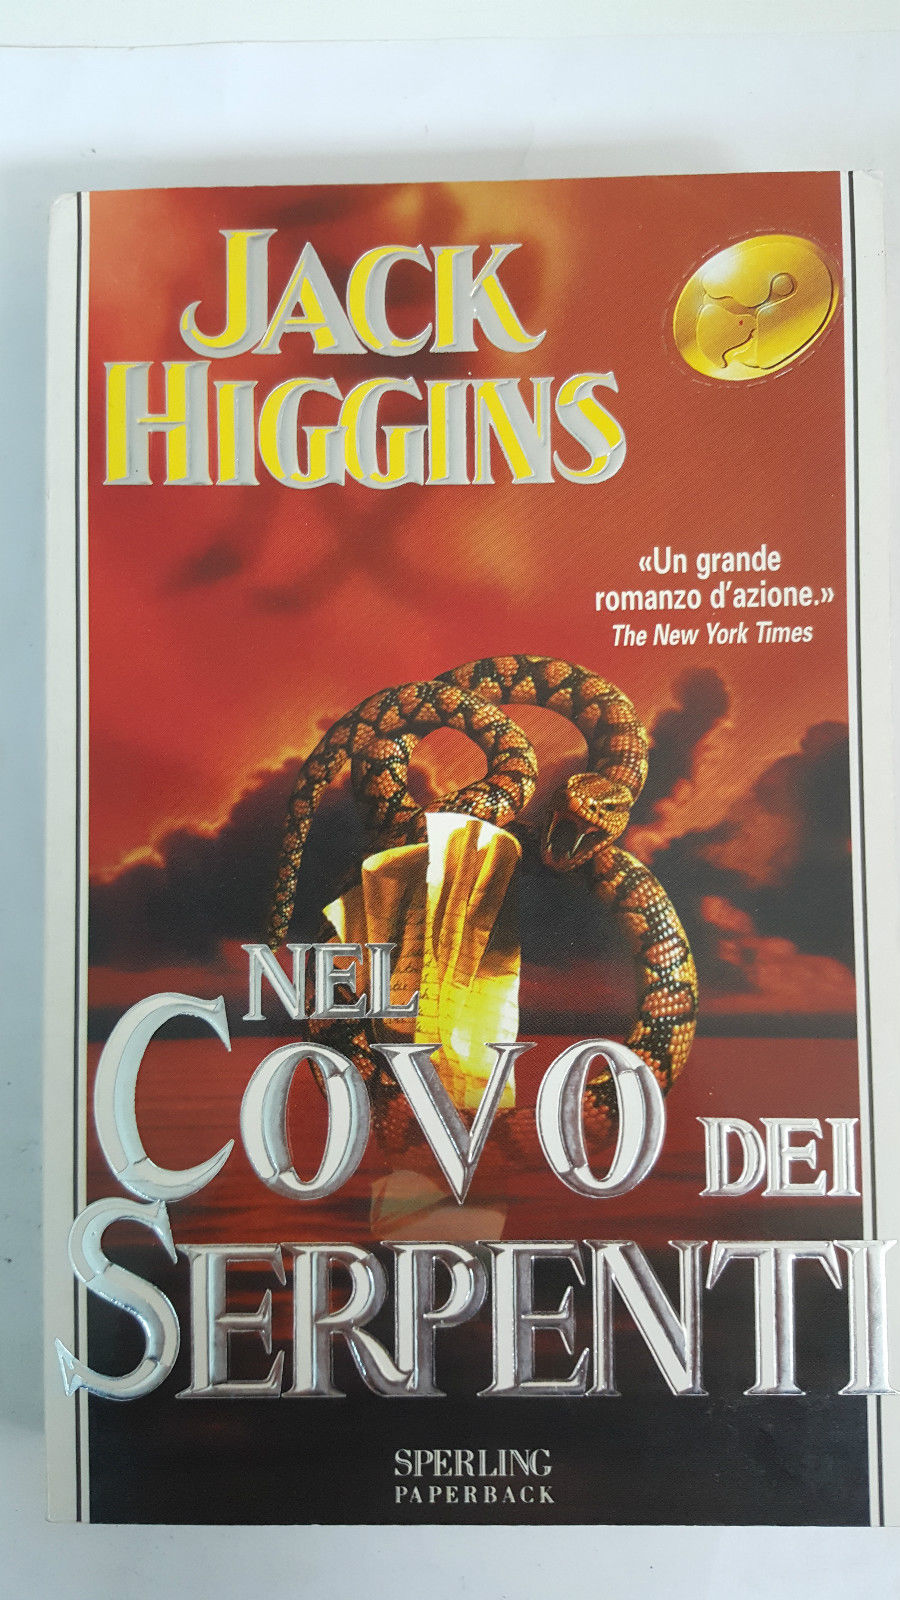 JACK
HIGGINS
«Un grande
romanzo d'azione.»
The New York Times
NEL
COVO DEI
SERPENTI
SPERLING
PAPERBACK